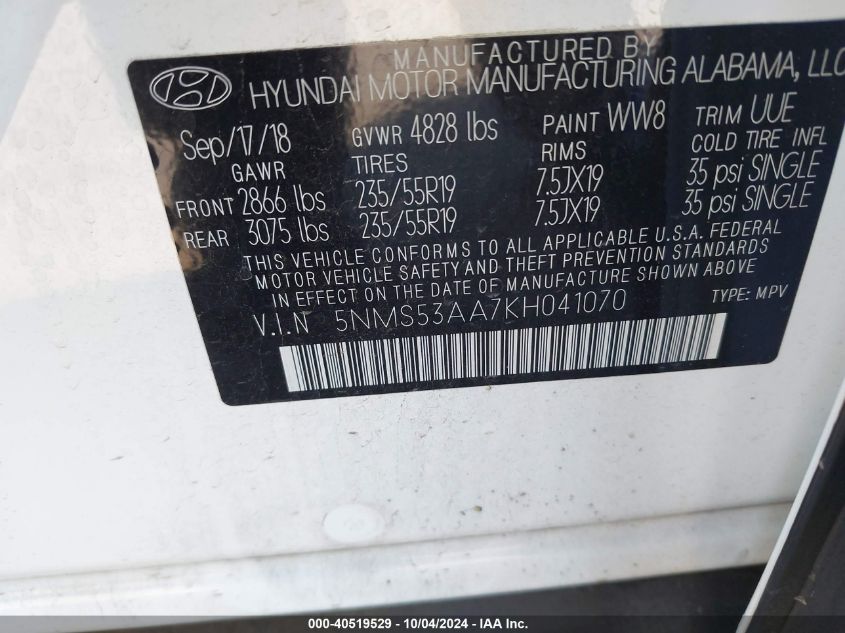 MANUFACTURED BY
HYUNDAI MOTOR MANUFACTURING ALABAMA, LLC
Sep/17/18 GVWR 4828 lbs PAINT WW8 TRIM UUE
GAWR TIRES RIMS COLD TIRE INFL
FRONT 2866 lbs 235/55R19 7.5JX19 35 psi SINGLE
REAR 3075 lbs 235/55R19 7.5JX19 35 psi SINGLE
THIS VEHICLE CONFORMS TO ALL APPLICABLE U.S.A. FEDERAL
MOTOR VEHICLE SAFETY AND THEFT PREVENTION STANDARDS
IN EFFECT ON THE DATE OF MANUFACTURE SHOWN ABOVE
V.I.N 5NMS53AA7KH041070 TYPE: MPV
000-40519529 - 10/04/2024 - IAA Inc.